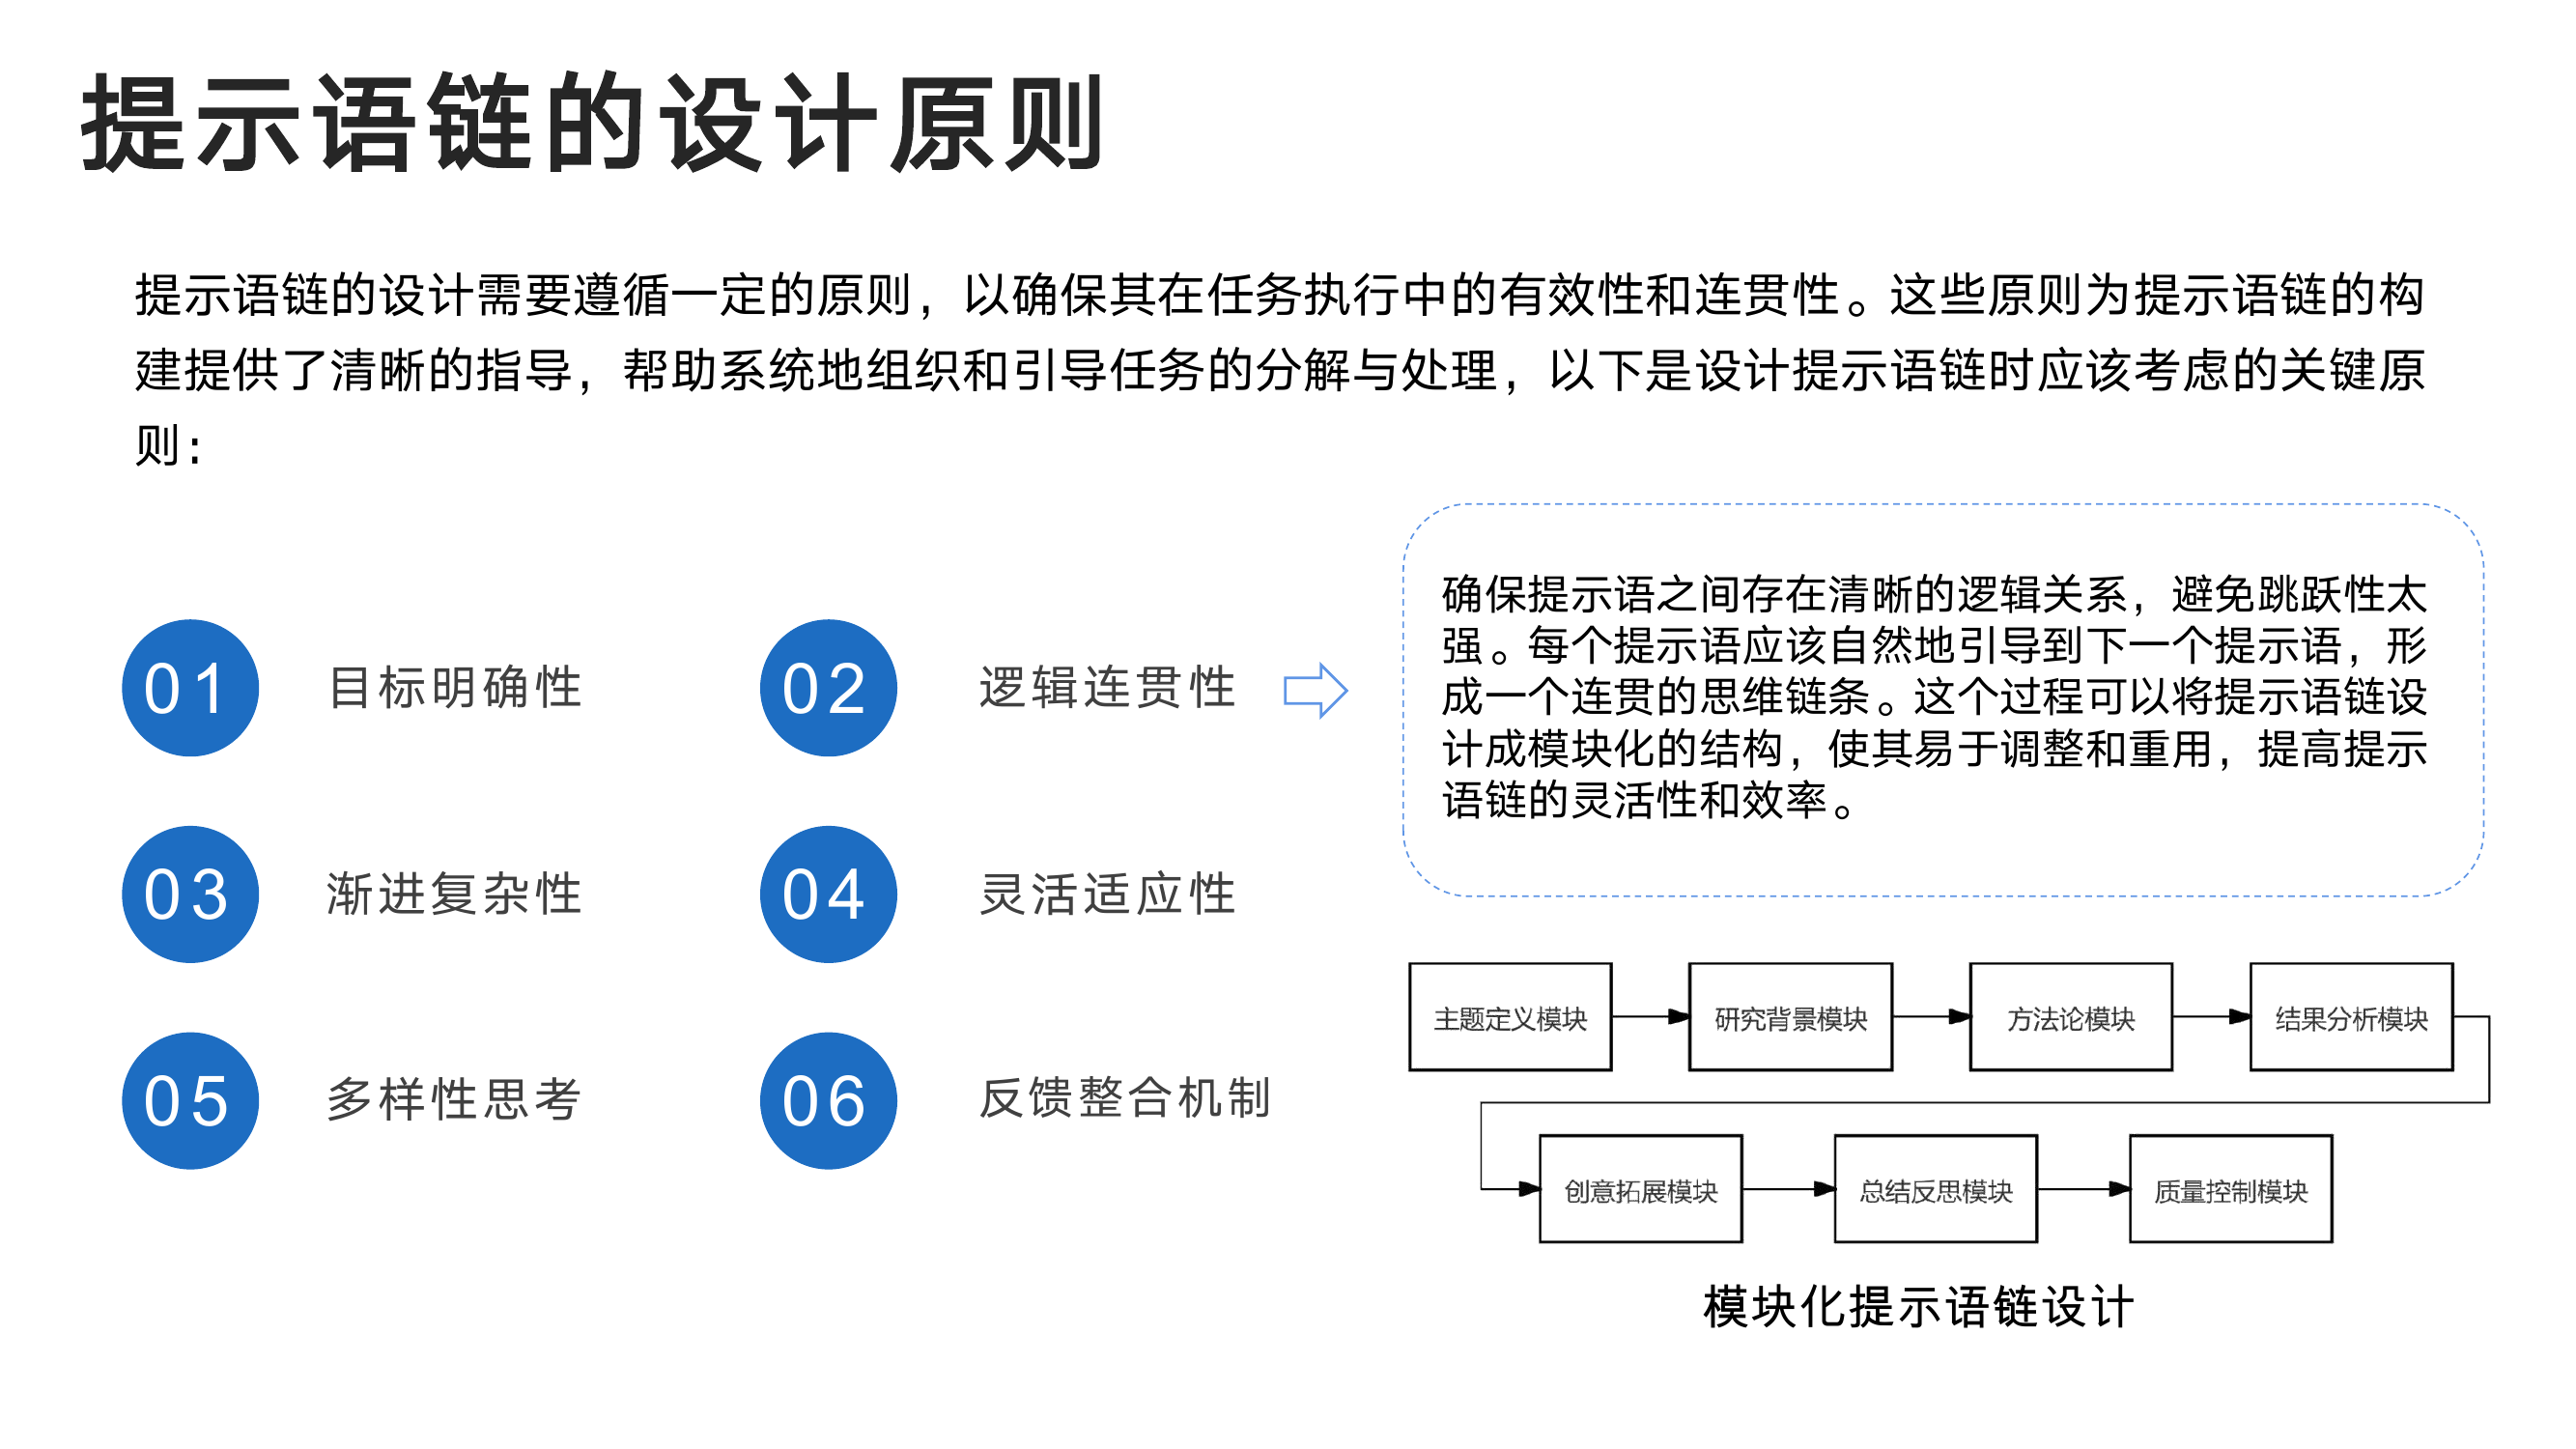 提示语链的设计原则
提示语链的设计需要遵循一定的原则，以确保其在任务执行中的有效性和连贯性。这些原则为提示语链的构
建提供了清晰的指导，帮助系统地组织和引导任务的分解与处理，以下是设计提示语链时应该考虑的关键原
则：
01
目标明确性
02
逻辑连贯性
03
渐进复杂性
04
灵活适应性
05
多样性思考
06
反馈整合机制
确保提示语之间存在清晰的逻辑关系，避免跳跃性太
强。每个提示语应该自然地引导到下一个提示语，形
成一个连贯的思维链条。这个过程可以将提示语链设
计成模块化的结构，使其易于调整和重用，提高提示
语链的灵活性和效率。
主题定义模块
研究背景模块
方法论模块
结果分析模块
创意拓展模块
总结反思模块
质量控制模块
模块化提示语链设计